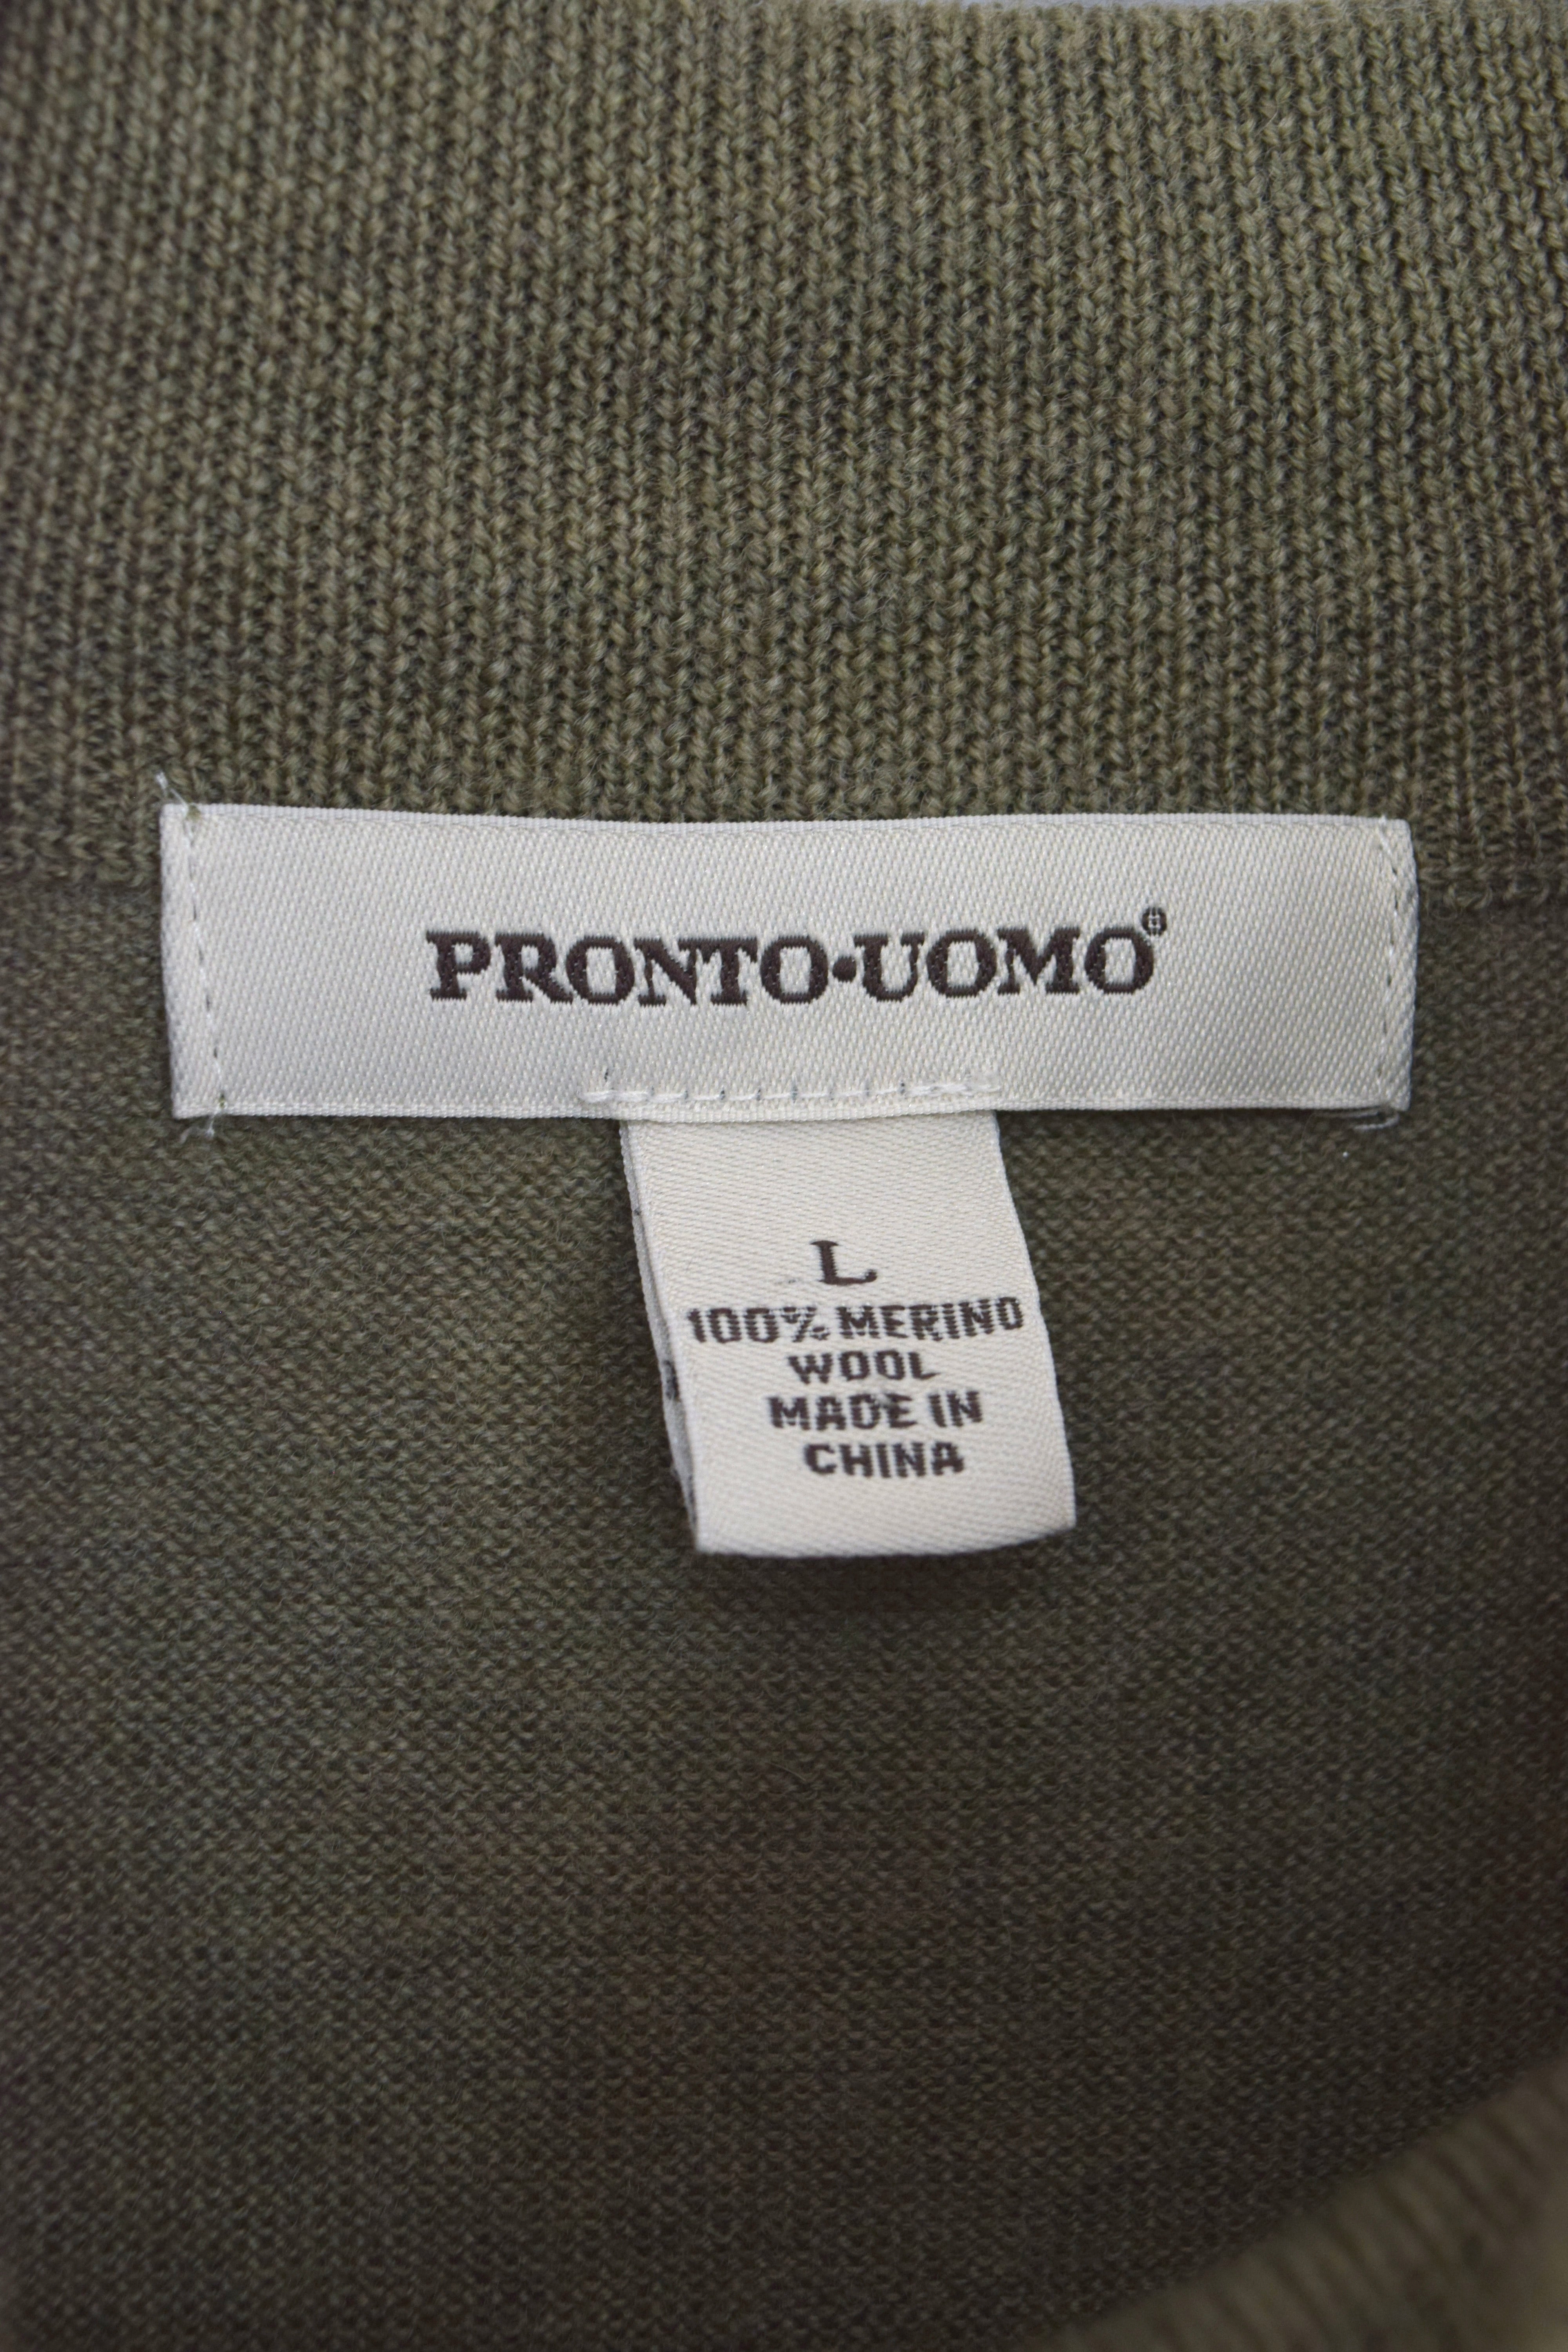 PRONTO•UOMO®
L
100% MERINO
WOOL
MADE IN
CHINA